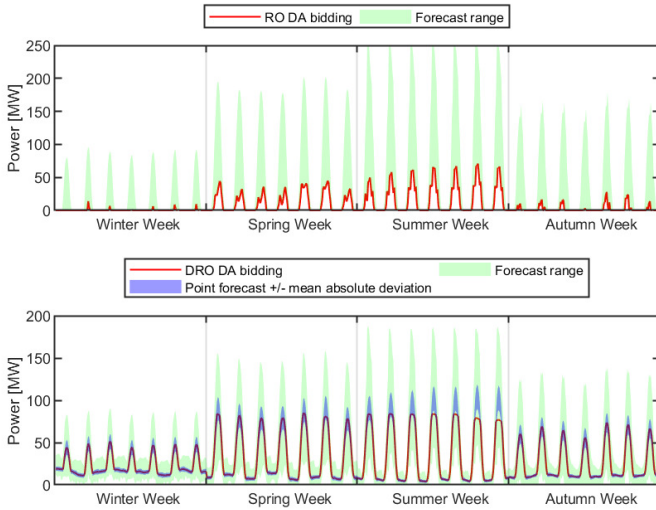 RO DA bidding Forecast range
250
200
150
100
50
0
Power [MW]
Winter Week Spring Week Summer Week Autumn Week
DRO DA bidding Forecast range
Point forecast +/- mean absolute deviation
200
150
100
50
0
Power [MW]
Winter Week Spring Week Summer Week Autumn Week